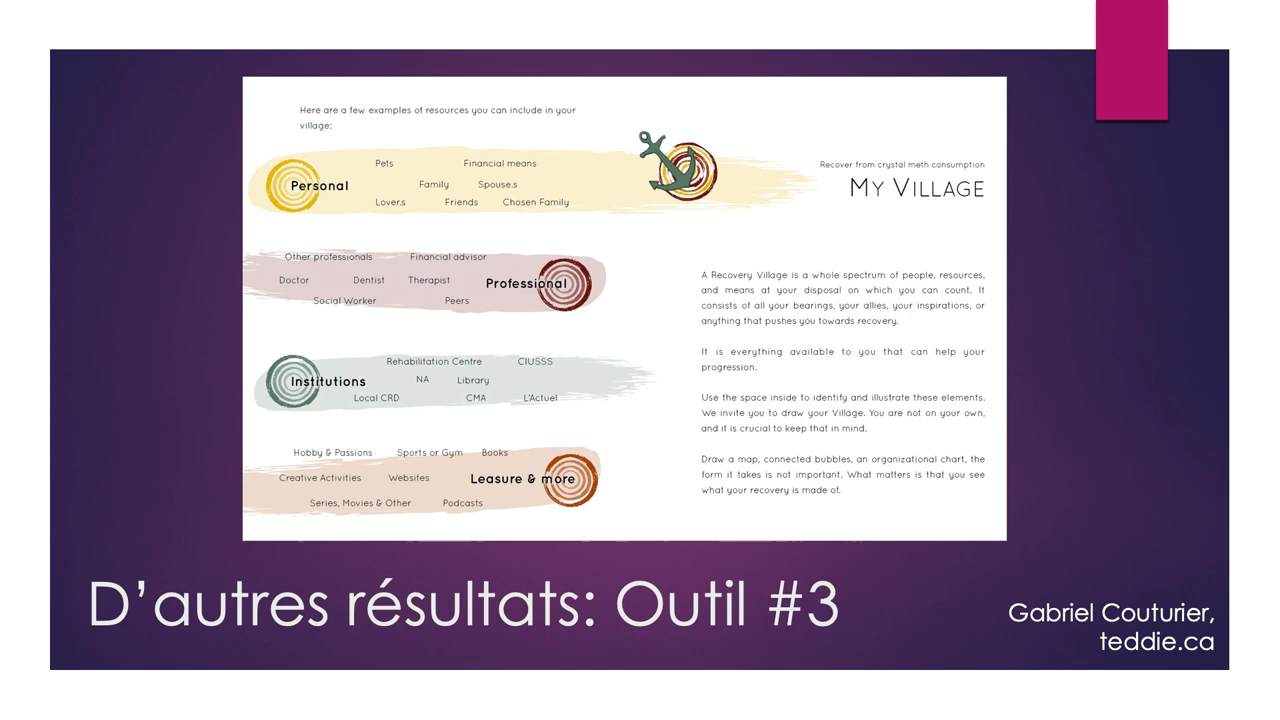 Here are a few examples of resources you can include in your
village:
Pets Financial means
Personal
Family Spouse.s
Lover.s Friends Chosen Family
Other professionals Financial advisor
Doctor Dentist Therapist Professional
Social Worker Peers
Rehabilitation Centre CIUSSS
Institutions NA Library
Local CRD CMA L'Actuel
Hobby & Passions Sports or Gym Books
Creative Activities Websites Leasure & more
Series, Movies & Other Podcasts
Recover from crystal meth consumption
MY VILLAGE
A Recovery Village is a whole spectrum of people, resources,
and means at your disposal on which you can count. It
consists of all your bearings, your allies, your inspirations, or
anything that pushes you towards recovery.
It is everything available to you that can help your
progression.
Use the space inside to identify and illustrate these elements.
We invite you to draw your Village. You are not on your own,
and it is crucial to keep that in mind.
Draw a map, connected bubbles, an organizational chart, the
form it takes is not important. What matters is that you see
what your recovery is made of.
D'autres résultats: Outil #3
Gabriel Couturier,
teddie.ca